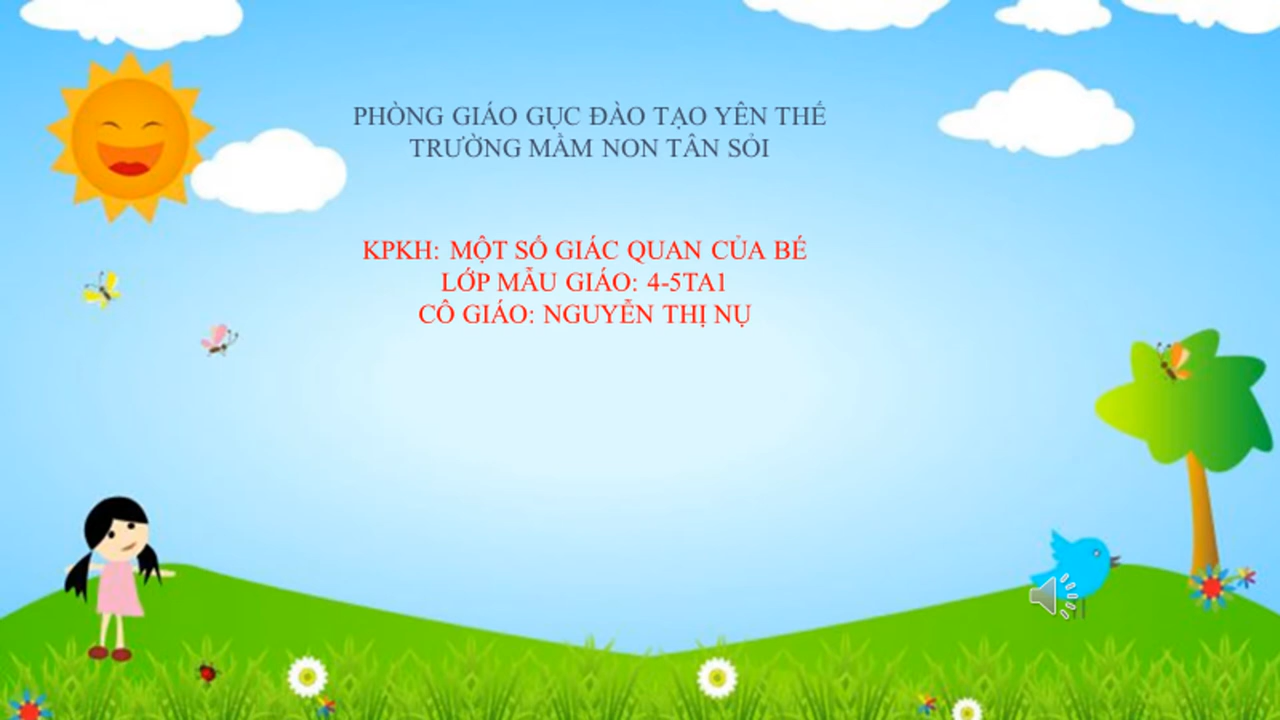 PHÒNG GIÁO GỤC ĐÀO TẠO YÊN THẾ
TRƯỜNG MẦM NON TÂN SỎI
KPKH: MỘT SỐ GIÁC QUAN CỦA BÉ
LỚP MẪU GIÁO: 4-5TA1
CÔ GIÁO: NGUYỄN THỊ NỤ